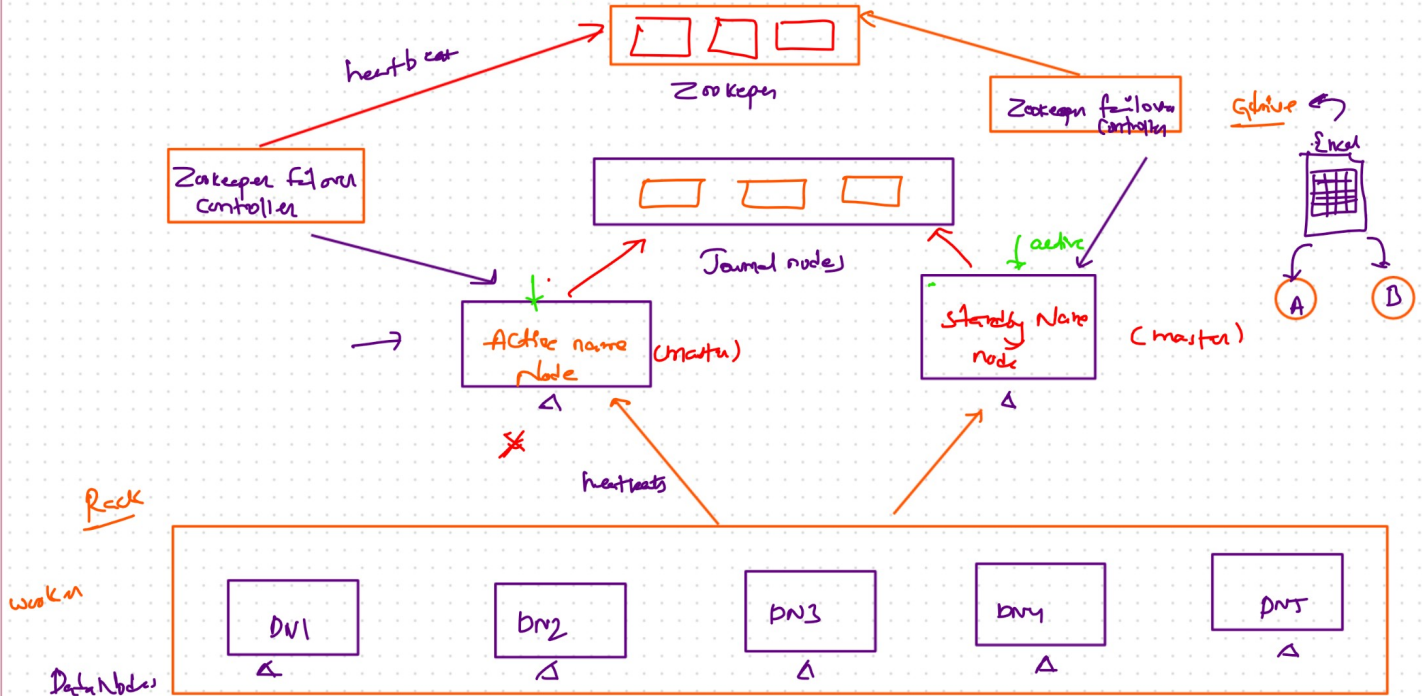 heartbeat
Zookeper
Zookeeper failover
Controller
Gdrive
Excel
Zookeeper failover
controller
Journal nodes
active
A
B
Active name
Node
(master)
Standby Name
node
(master)
heartbeats
Rack
worker
DN1
DN2
DN3
DN4
DN5
DataNodes